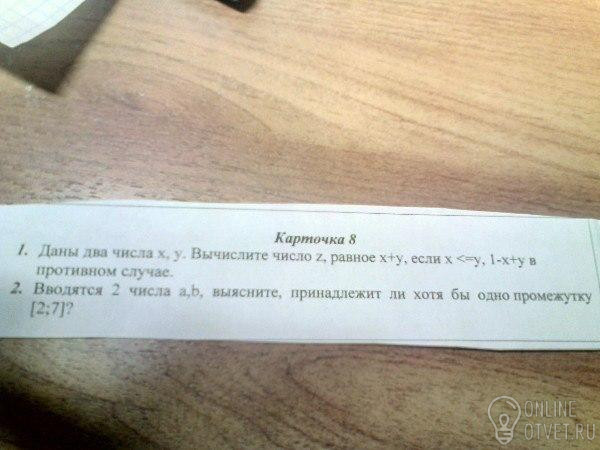 Карточка 8
1. Даны два числа x, y. Вычислите число z, равное x+y, если x <=y, 1-x+y в
противном случае.
2. Вводятся 2 числа a,b, выясните, принадлежит ли хотя бы одно промежутку
[2;7]?
ONLINE
OTVET.RU